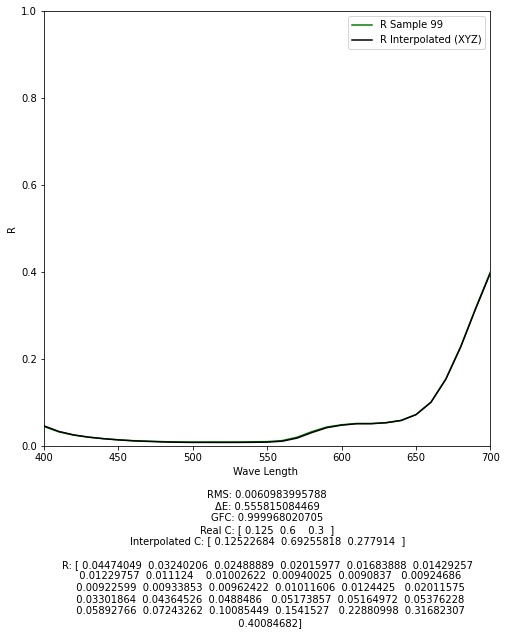 1.0
R Sample 99
R Interpolated (XYZ)
0.8
0.6
R
0.4
0.2
0.0
400 450 500 550 600 650 700
Wave Length
RMS: 0.0060983995788
ΔE: 0.555815084469
GFC: 0.999968020705
Real C: [ 0.125 0.6 0.3 ]
Interpolated C: [ 0.12522684 0.69255818 0.277914 ]
R: [ 0.04474049 0.03240206 0.02488889 0.02015977 0.01683888 0.01429257
0.01229757 0.011124 0.01002622 0.00940025 0.0090837 0.00924686
0.00922599 0.00933853 0.00962422 0.01011606 0.0124425 0.02011575
0.03301864 0.04364526 0.0488486 0.05173857 0.05164972 0.05376228
0.05892766 0.07243262 0.10085449 0.1541527 0.22880998 0.31682307
0.40084682]